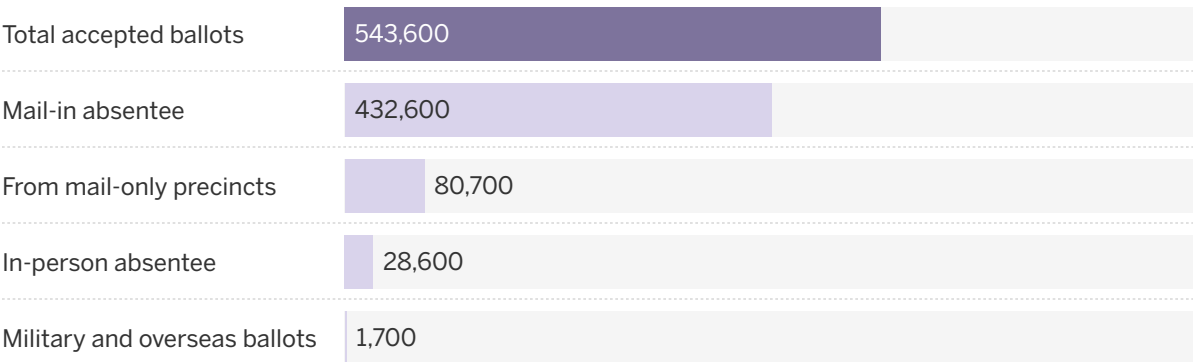 Total accepted ballots 543,600
Mail-in absentee 432,600
From mail-only precincts 80,700
In-person absentee 28,600
Military and overseas ballots 1,700